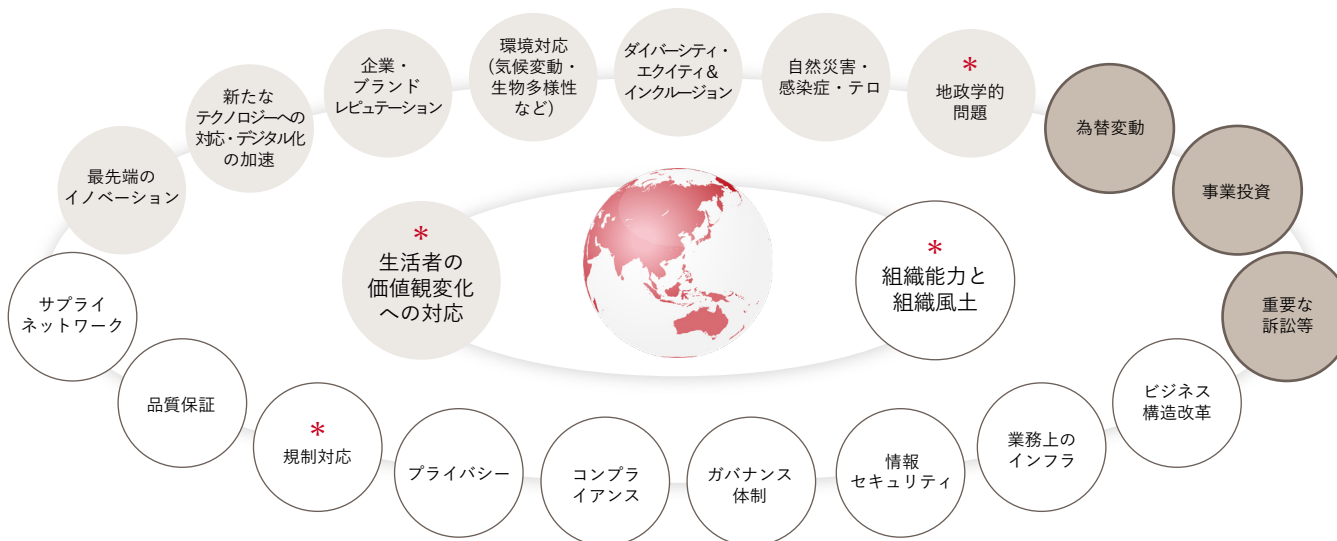 最先端の
イノベーション
新たな
テクノロジーへの
対応・デジタル化
の加速
企業・
ブランド
レピュテーション
環境対応
(気候変動・
生物多様性
など)
ダイバーシティ・
エクイティ&
インクルージョン
自然災害・
感染症・テロ
*
地政学的
問題
為替変動
事業投資
重要な
訴訟等
*
生活者の
価値観変化
への対応
*
組織能力と
組織風土
サプライ
ネットワーク
品質保証
*
規制対応
プライバシー
コンプラ
イアンス
ガバナンス
体制
情報
セキュリティ
業務上の
インフラ
ビジネス
構造改革